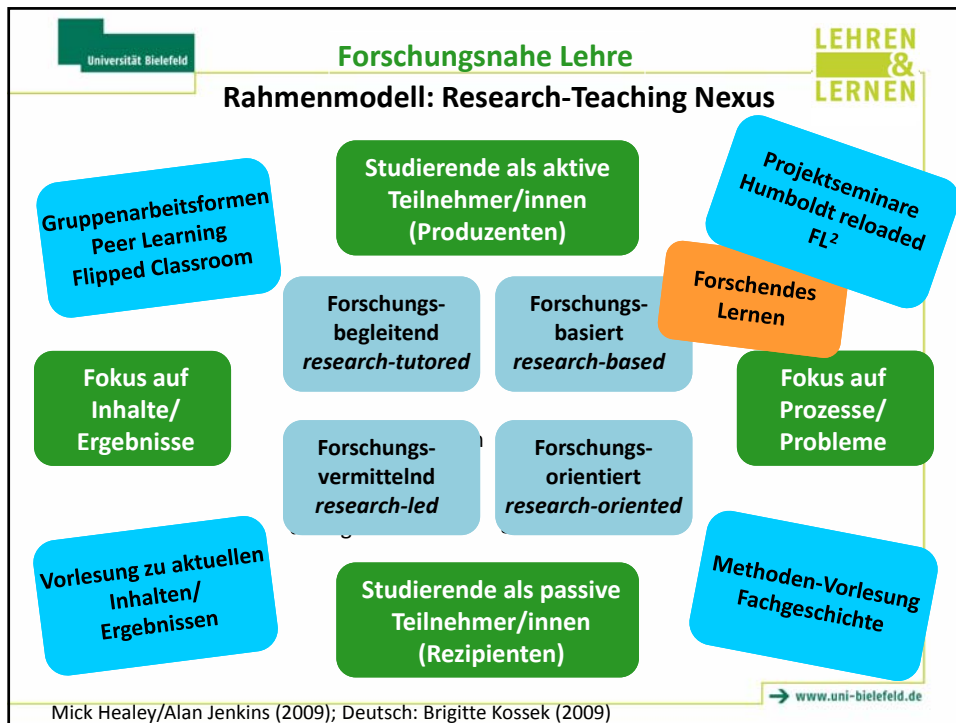 Universität Bielefeld
Forschungsnahe Lehre
LEHREN
&
LERNEN
Rahmenmodell: Research-Teaching Nexus
Gruppenarbeitsformen
Peer Learning
Flipped Classroom
Studierende als aktive
Teilnehmer/innen
(Produzenten)
Projektseminare
Humboldt reloaded
FL²
Forschendes
Lernen
Forschungs-
begleitend
research-tutored
Forschungs-
basiert
research-based
Fokus auf
Inhalte/
Ergebnisse
Fokus auf
Prozesse/
Probleme
Forschungs-
vermittelnd
research-led
Forschungs-
orientiert
research-oriented
Vorlesung zu aktuellen
Inhalten/
Ergebnissen
Studierende als passive
Teilnehmer/innen
(Rezipienten)
Methoden-Vorlesung
Fachgeschichte
www.uni-bielefeld.de
Mick Healey/Alan Jenkins (2009); Deutsch: Brigitte Kossek (2009)